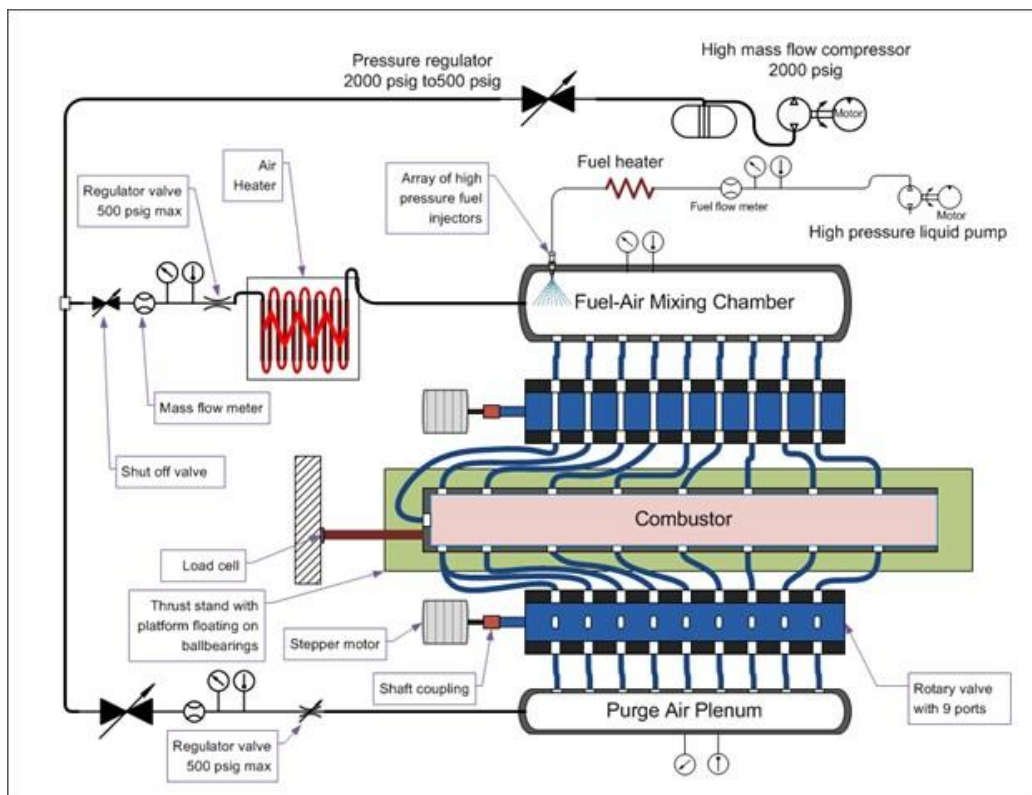 Pressure regulator
2000 psig to500 psig
High mass flow compressor
2000 psig
Motor
Air
Heater
Regulator valve
500 psig max
Array of high
pressure fuel
injectors
Fuel heater
Fuel flow meter
Motor
High pressure liquid pump
Fuel-Air Mixing Chamber
Mass flow meter
Shut off valve
Combustor
Load cell
Thrust stand with
platform floating on
ballbearings
Stepper motor
Shaft coupling
Rotary valve
with 9 ports
Purge Air Plenum
Regulator valve
500 psig max